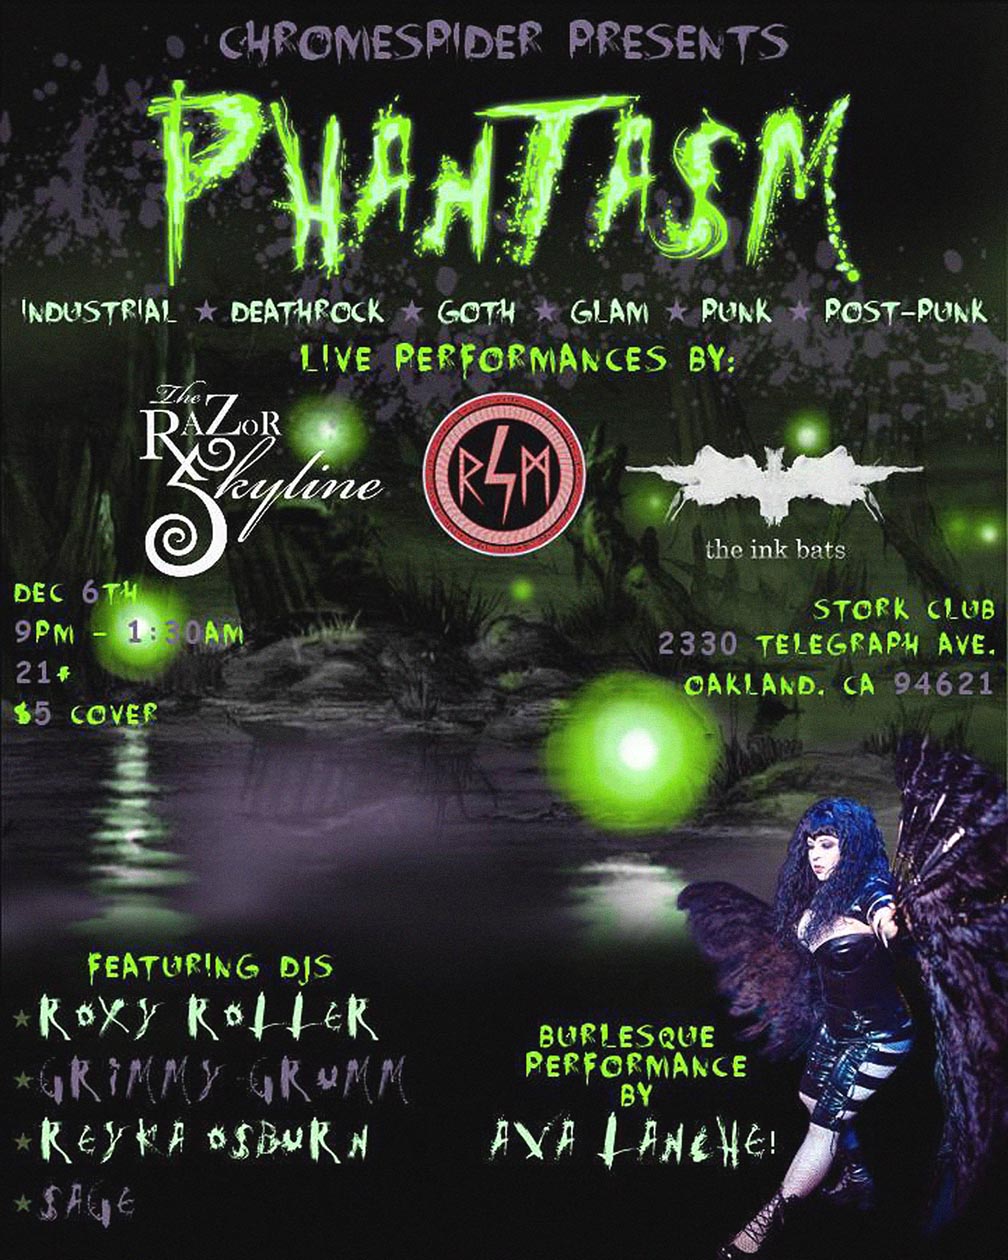 CHROMESPIDER PRESENTS
PHANTASM
INDUSTRIAL ★ DEATHROCK ★ GOTH ★ GLAM ★ PUNK ★ POST-PUNK
LIVE PERFORMANCES BY:
The RAZOR Skyline
RSM
the ink bats
DEC 6TH
9PM - 1:30AM
21+
$5 COVER
STORK CLUB
2330 TELEGRAPH AVE.
OAKLAND, CA 94621
FEATURING DJS
★ ROXY ROLLER
★ GRIMMY GRUMM
★ REYKA OSBURN
★ SAGE
BURLESQUE
PERFORMANCE
BY
AVA LANCHE!